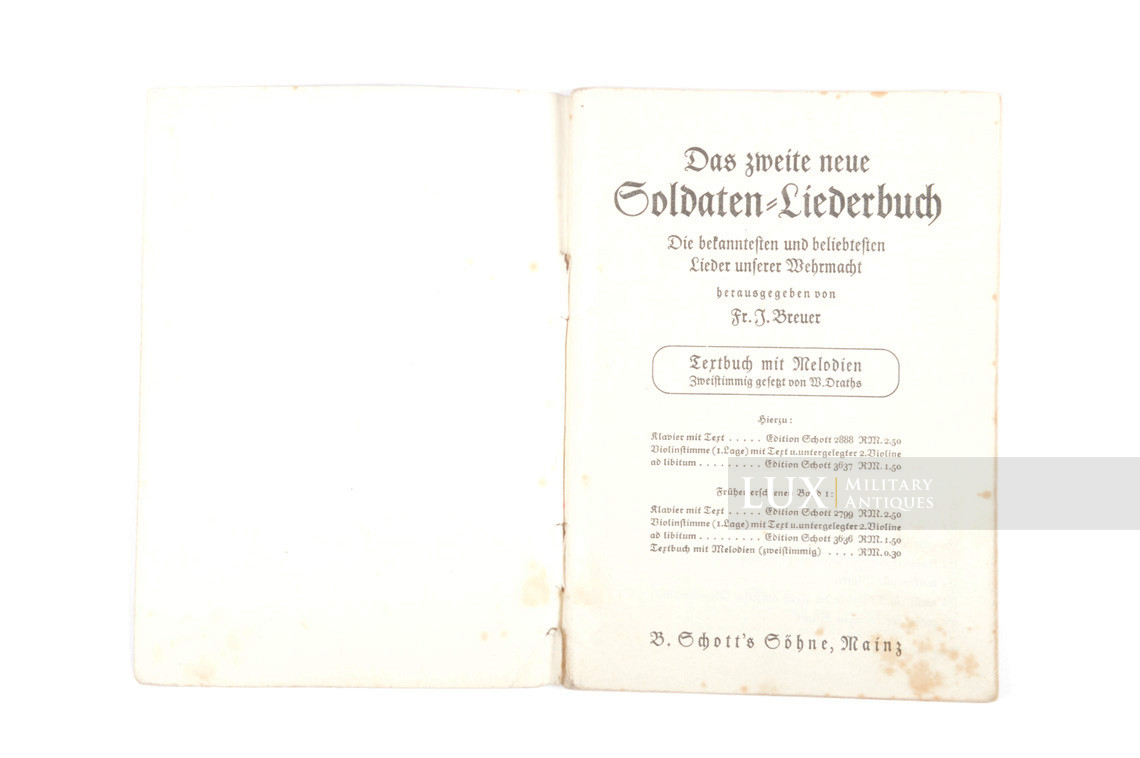 Das zweite neue
Soldaten-Liederbuch
Die bekanntesten und beliebtesten
Lieder unserer Wehrmacht
herausgegeben von
Fr. J. Breuer
Textbuch mit Melodien
Zweistimmig gesetzt von W. Draths
Hierzu:
Klavier mit Text . . . . . Edition Schott 2888 RM. 2.50
Violinstimme (1. Lage) mit Text u. untergelegter 2. Violine
ad libitum . . . . . . . . . Edition Schott 3637 RM. 1.50
Früher erschienen Band 1:
Klavier mit Text . . . . . Edition Schott 2799 RM. 2.50
Violinstimme (1. Lage) mit Text u. untergelegter 2. Violine
ad libitum . . . . . . . . . Edition Schott 3636 RM. 1.50
Textbuch mit Melodien (zweistimmig) . . . . RM. 0.30
B. Schott's Söhne, Mainz
LUX MILITARY
ANTIQUES